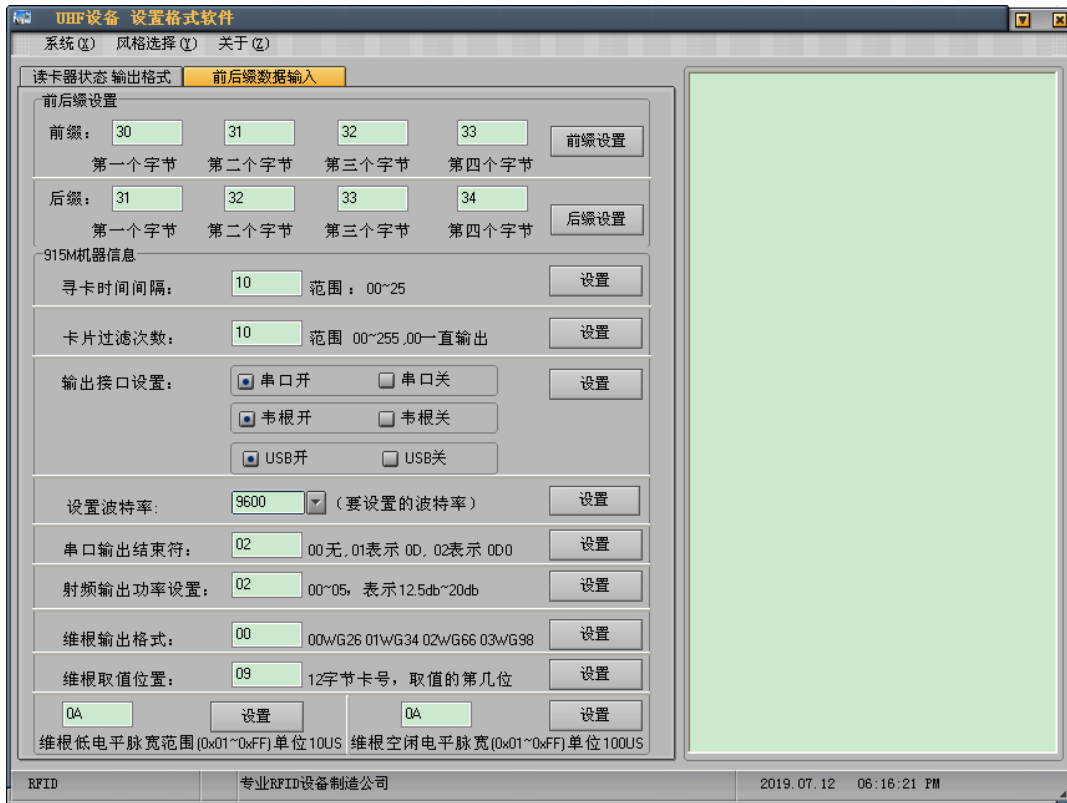 UHF设备 设置格式软件
系统(X) 风格选择(Y) 关于(Z)
读卡器状态 输出格式 前后缀数据输入
前后缀设置
前缀: 30 31 32 33 前缀设置
第一个字节 第二个字节 第三个字节 第四个字节
后缀: 31 32 33 34 后缀设置
第一个字节 第二个字节 第三个字节 第四个字节
915M机器信息
寻卡时间间隔: 10 范围: 00~25 设置
卡片过滤次数: 10 范围 00~255,00一直输出 设置
输出接口设置: 串口开 串口关 设置
韦根开 韦根关
USB开 USB关
设置波特率: 9600 (要设置的波特率) 设置
串口输出结束符: 02 00无,01表示 0D, 02表示 0D0 设置
射频输出功率设置: 02 00~05, 表示12.5db~20db 设置
维根输出格式: 00 00WG26 01WG34 02WG66 03WG98 设置
维根取值位置: 09 12字节卡号, 取值的第几位 设置
0A 设置 0A 设置
维根低电平脉宽范围(0x01~0xFF)单位10US 维根空闲电平脉宽(0x01~0xFF)单位100US
RFID 专业RFID设备制造公司 2019.07.12 06:16:21 PM